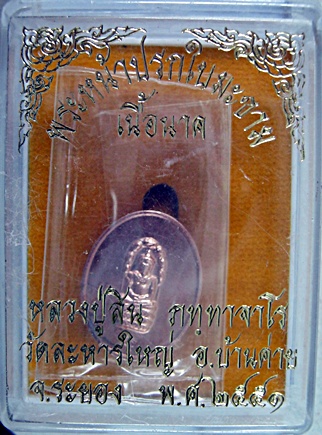 พระหน้าปรกใบมะขาม
เนื้อนาค
หลวงปู่สิน ภทฺทาจาโร
วัดละหารใหญ่ อ.บ้านค่าย
จ.ระยอง พ.ศ.๒๕๕๑